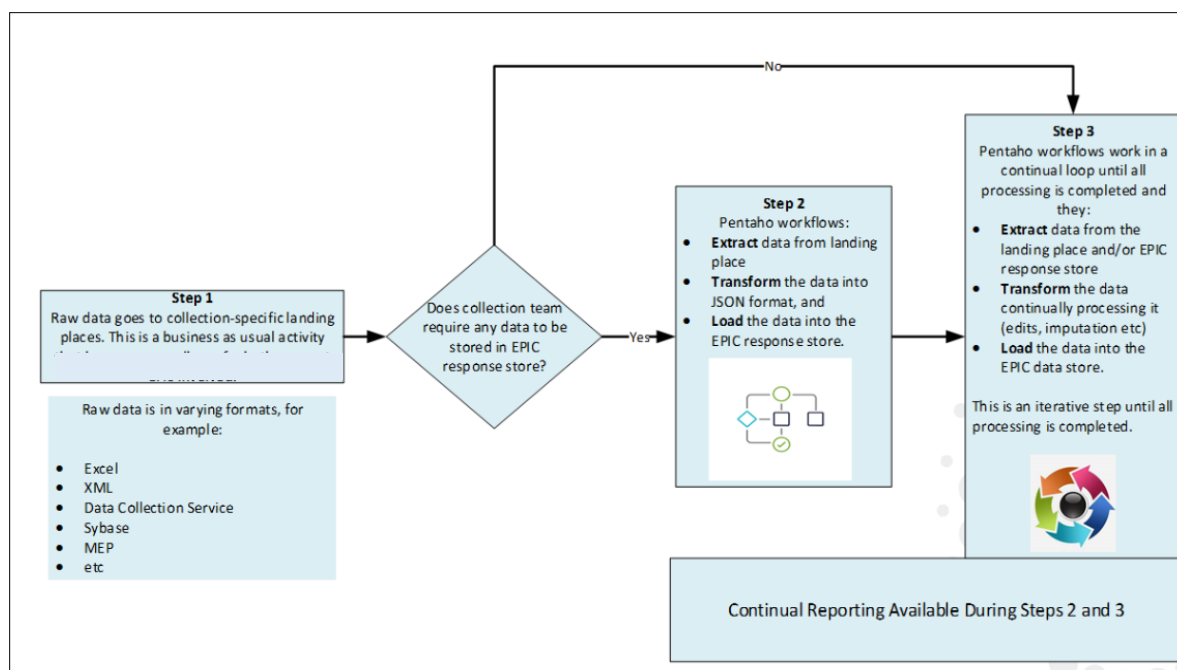 No
Step 1
Raw data goes to collection-specific landing
places. This is a business as usual activity
Does collection team
require any data to be
stored in EPIC
response store?
Yes
Step 2
Pentaho workflows:
• Extract data from landing
place
• Transform the data into
JSON format, and
• Load the data into the
EPIC response store.
Step 3
Pentaho workflows work in a
continual loop until all
processing is completed and
they:
• Extract data from the
landing place and/or EPIC
response store
• Transform the data
continually processing it
(edits, imputation etc)
• Load the data into the
EPIC data store.
This is an iterative step until all
processing is completed.
Raw data is in varying formats, for
example:
• Excel
• XML
• Data Collection Service
• Sybase
• MEP
• etc
Continual Reporting Available During Steps 2 and 3